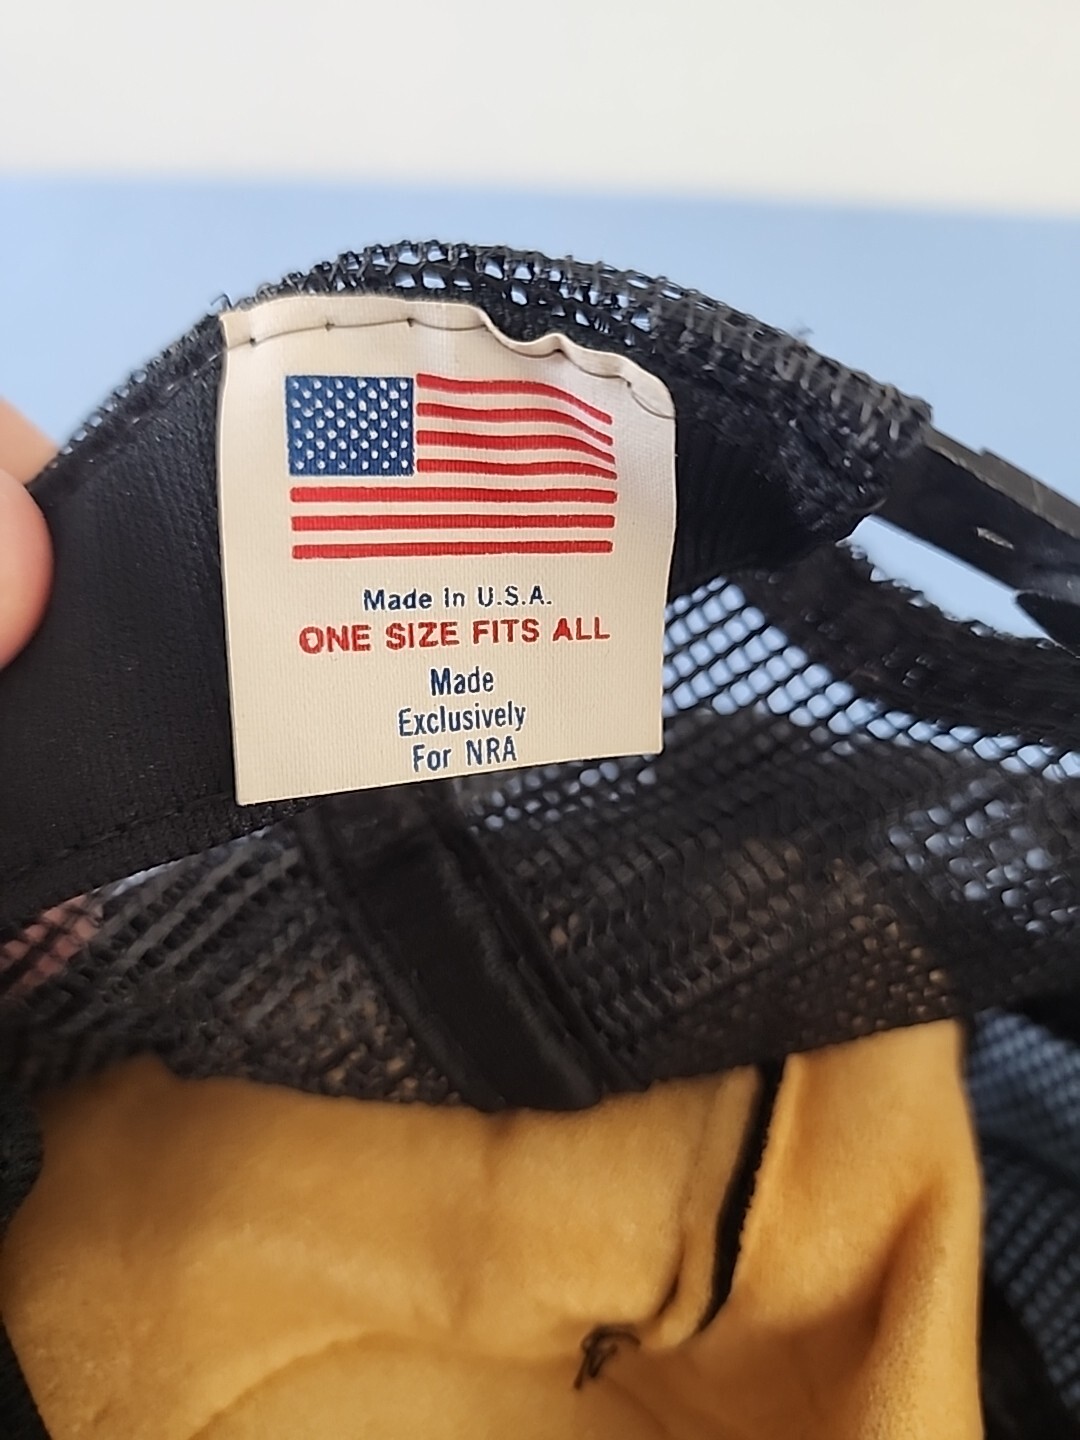 Made In U.S.A.
ONE SIZE FITS ALL
Made
Exclusively
For NRA